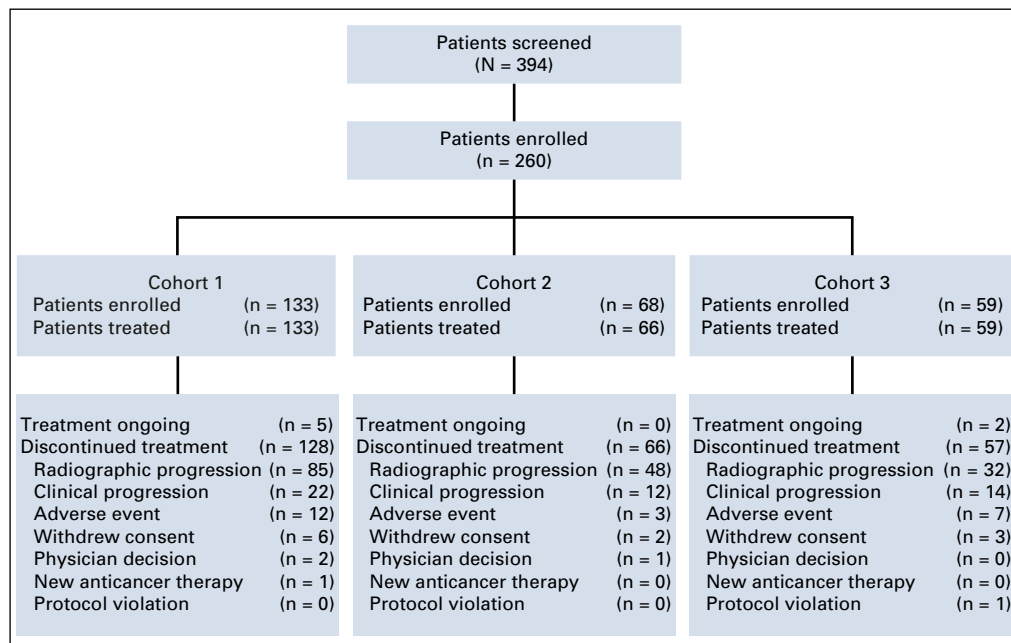 Patients screened
(N = 394)
Patients enrolled
(n = 260)
Cohort 1
Patients enrolled (n = 133)
Patients treated (n = 133)
Cohort 2
Patients enrolled (n = 68)
Patients treated (n = 66)
Cohort 3
Patients enrolled (n = 59)
Patients treated (n = 59)
Treatment ongoing (n = 5)
Discontinued treatment (n = 128)
Radiographic progression (n = 85)
Clinical progression (n = 22)
Adverse event (n = 12)
Withdrew consent (n = 6)
Physician decision (n = 2)
New anticancer therapy (n = 1)
Protocol violation (n = 0)
Treatment ongoing (n = 0)
Discontinued treatment (n = 66)
Radiographic progression (n = 48)
Clinical progression (n = 12)
Adverse event (n = 3)
Withdrew consent (n = 2)
Physician decision (n = 1)
New anticancer therapy (n = 0)
Protocol violation (n = 0)
Treatment ongoing (n = 2)
Discontinued treatment (n = 57)
Radiographic progression (n = 32)
Clinical progression (n = 14)
Adverse event (n = 7)
Withdrew consent (n = 3)
Physician decision (n = 0)
New anticancer therapy (n = 0)
Protocol violation (n = 1)